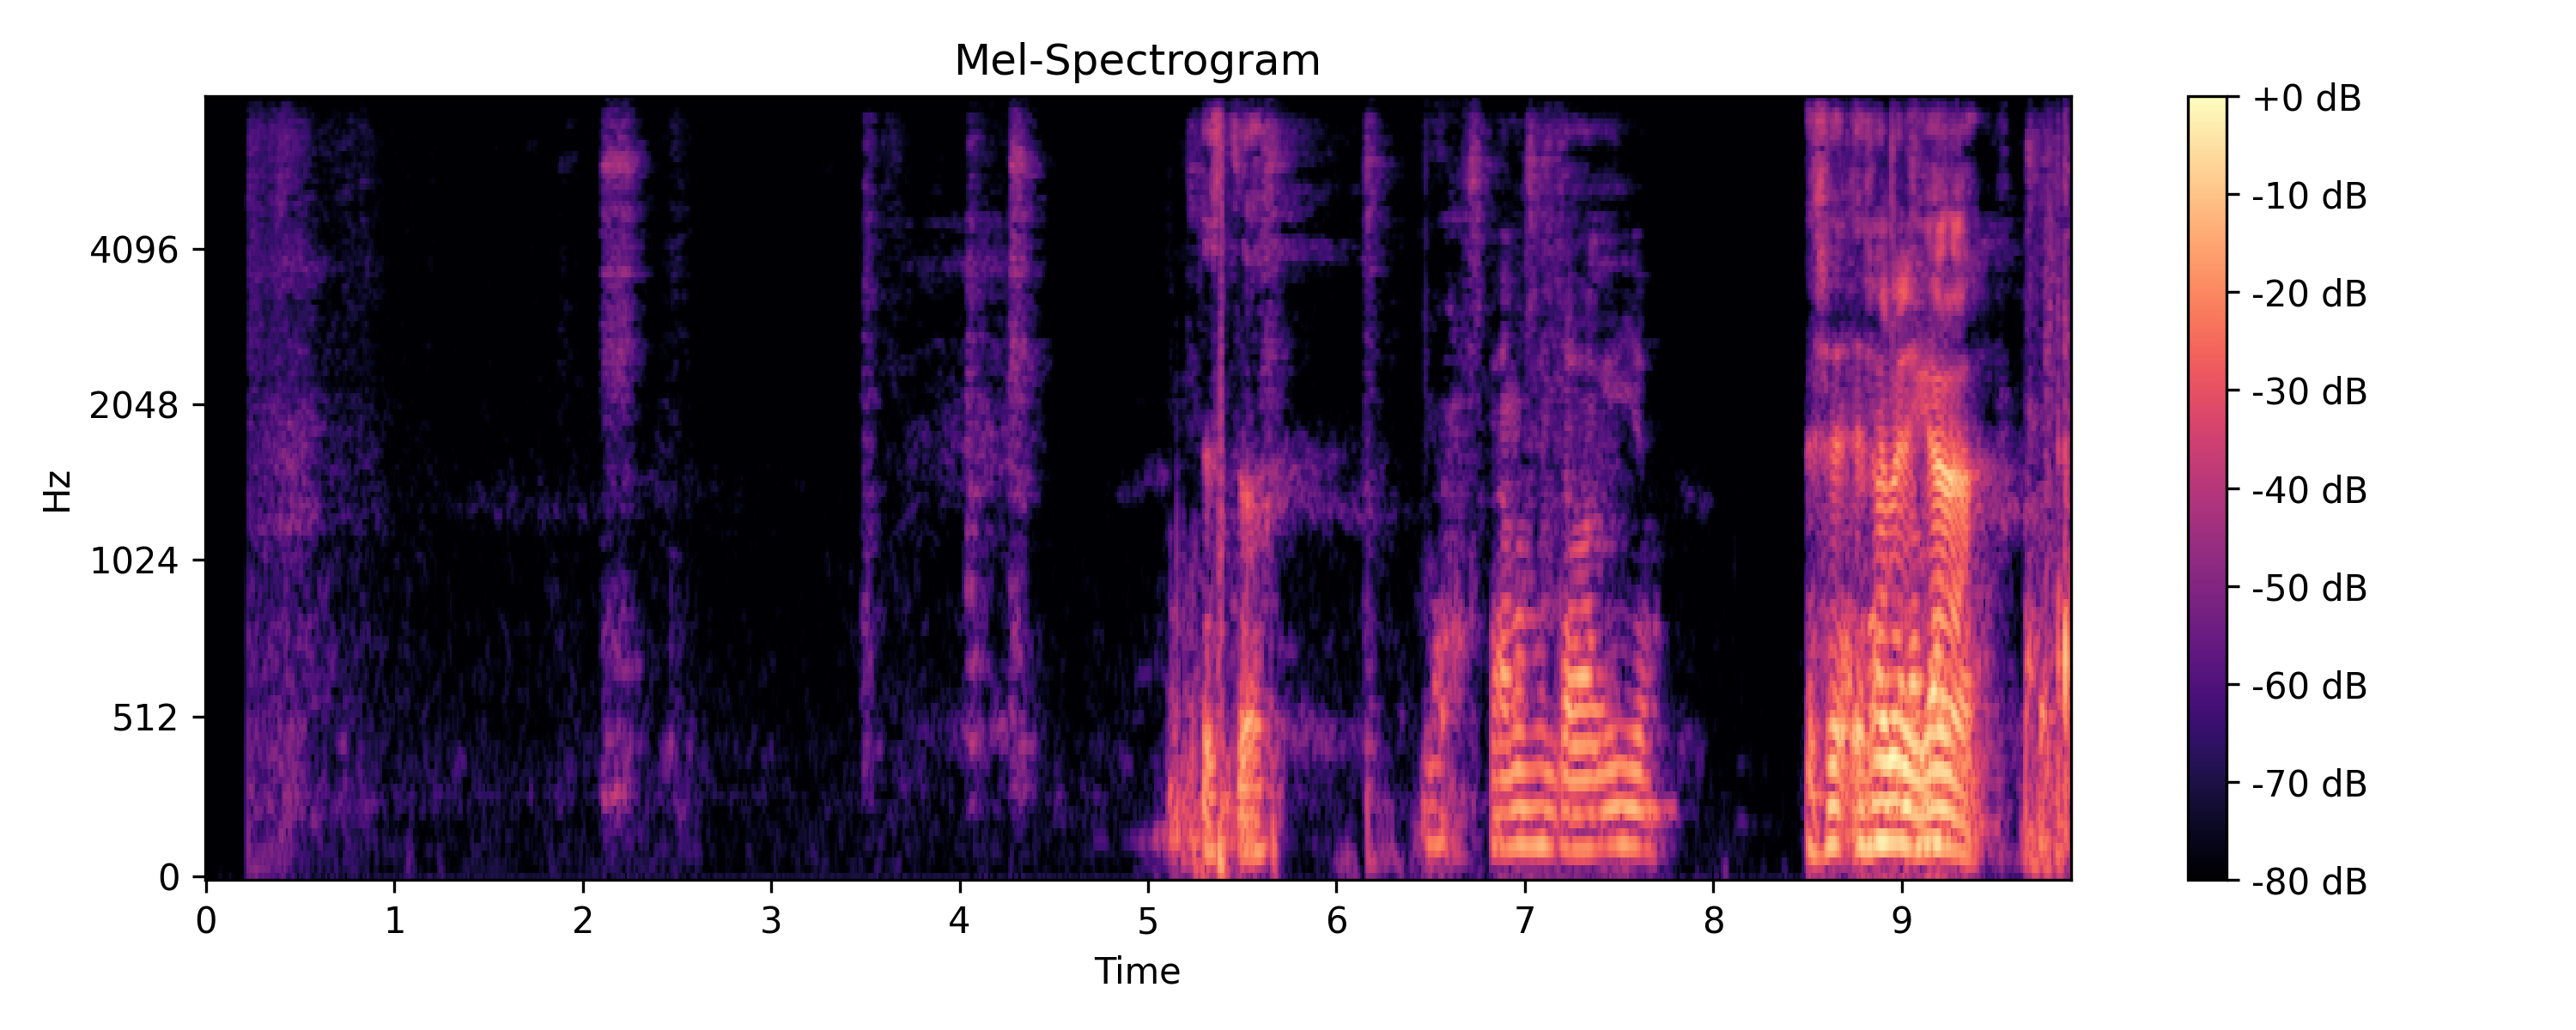 Mel-Spectrogram
+0 dB
-10 dB
-20 dB
-30 dB
-40 dB
-50 dB
-60 dB
-70 dB
-80 dB
Hz
4096
2048
1024
512
0
0 1 2 3 4 5 6 7 8 9
Time